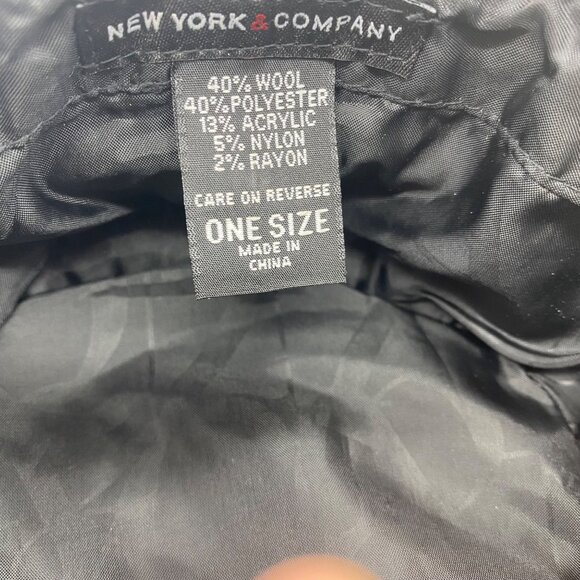 NEW YORK & COMPANY
40% WOOL
40% POLYESTER
13% ACRYLIC
5% NYLON
2% RAYON
CARE ON REVERSE
ONE SIZE
MADE IN
CHINA